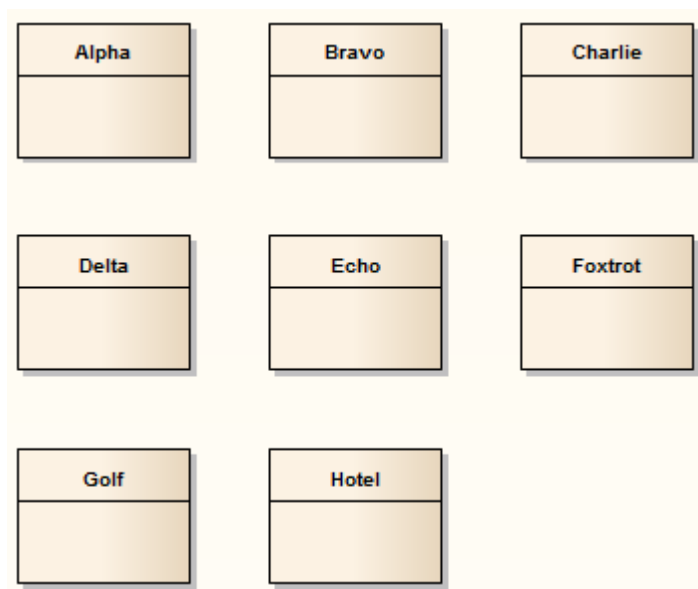 Alpha
Bravo
Charlie
Delta
Echo
Foxtrot
Golf
Hotel